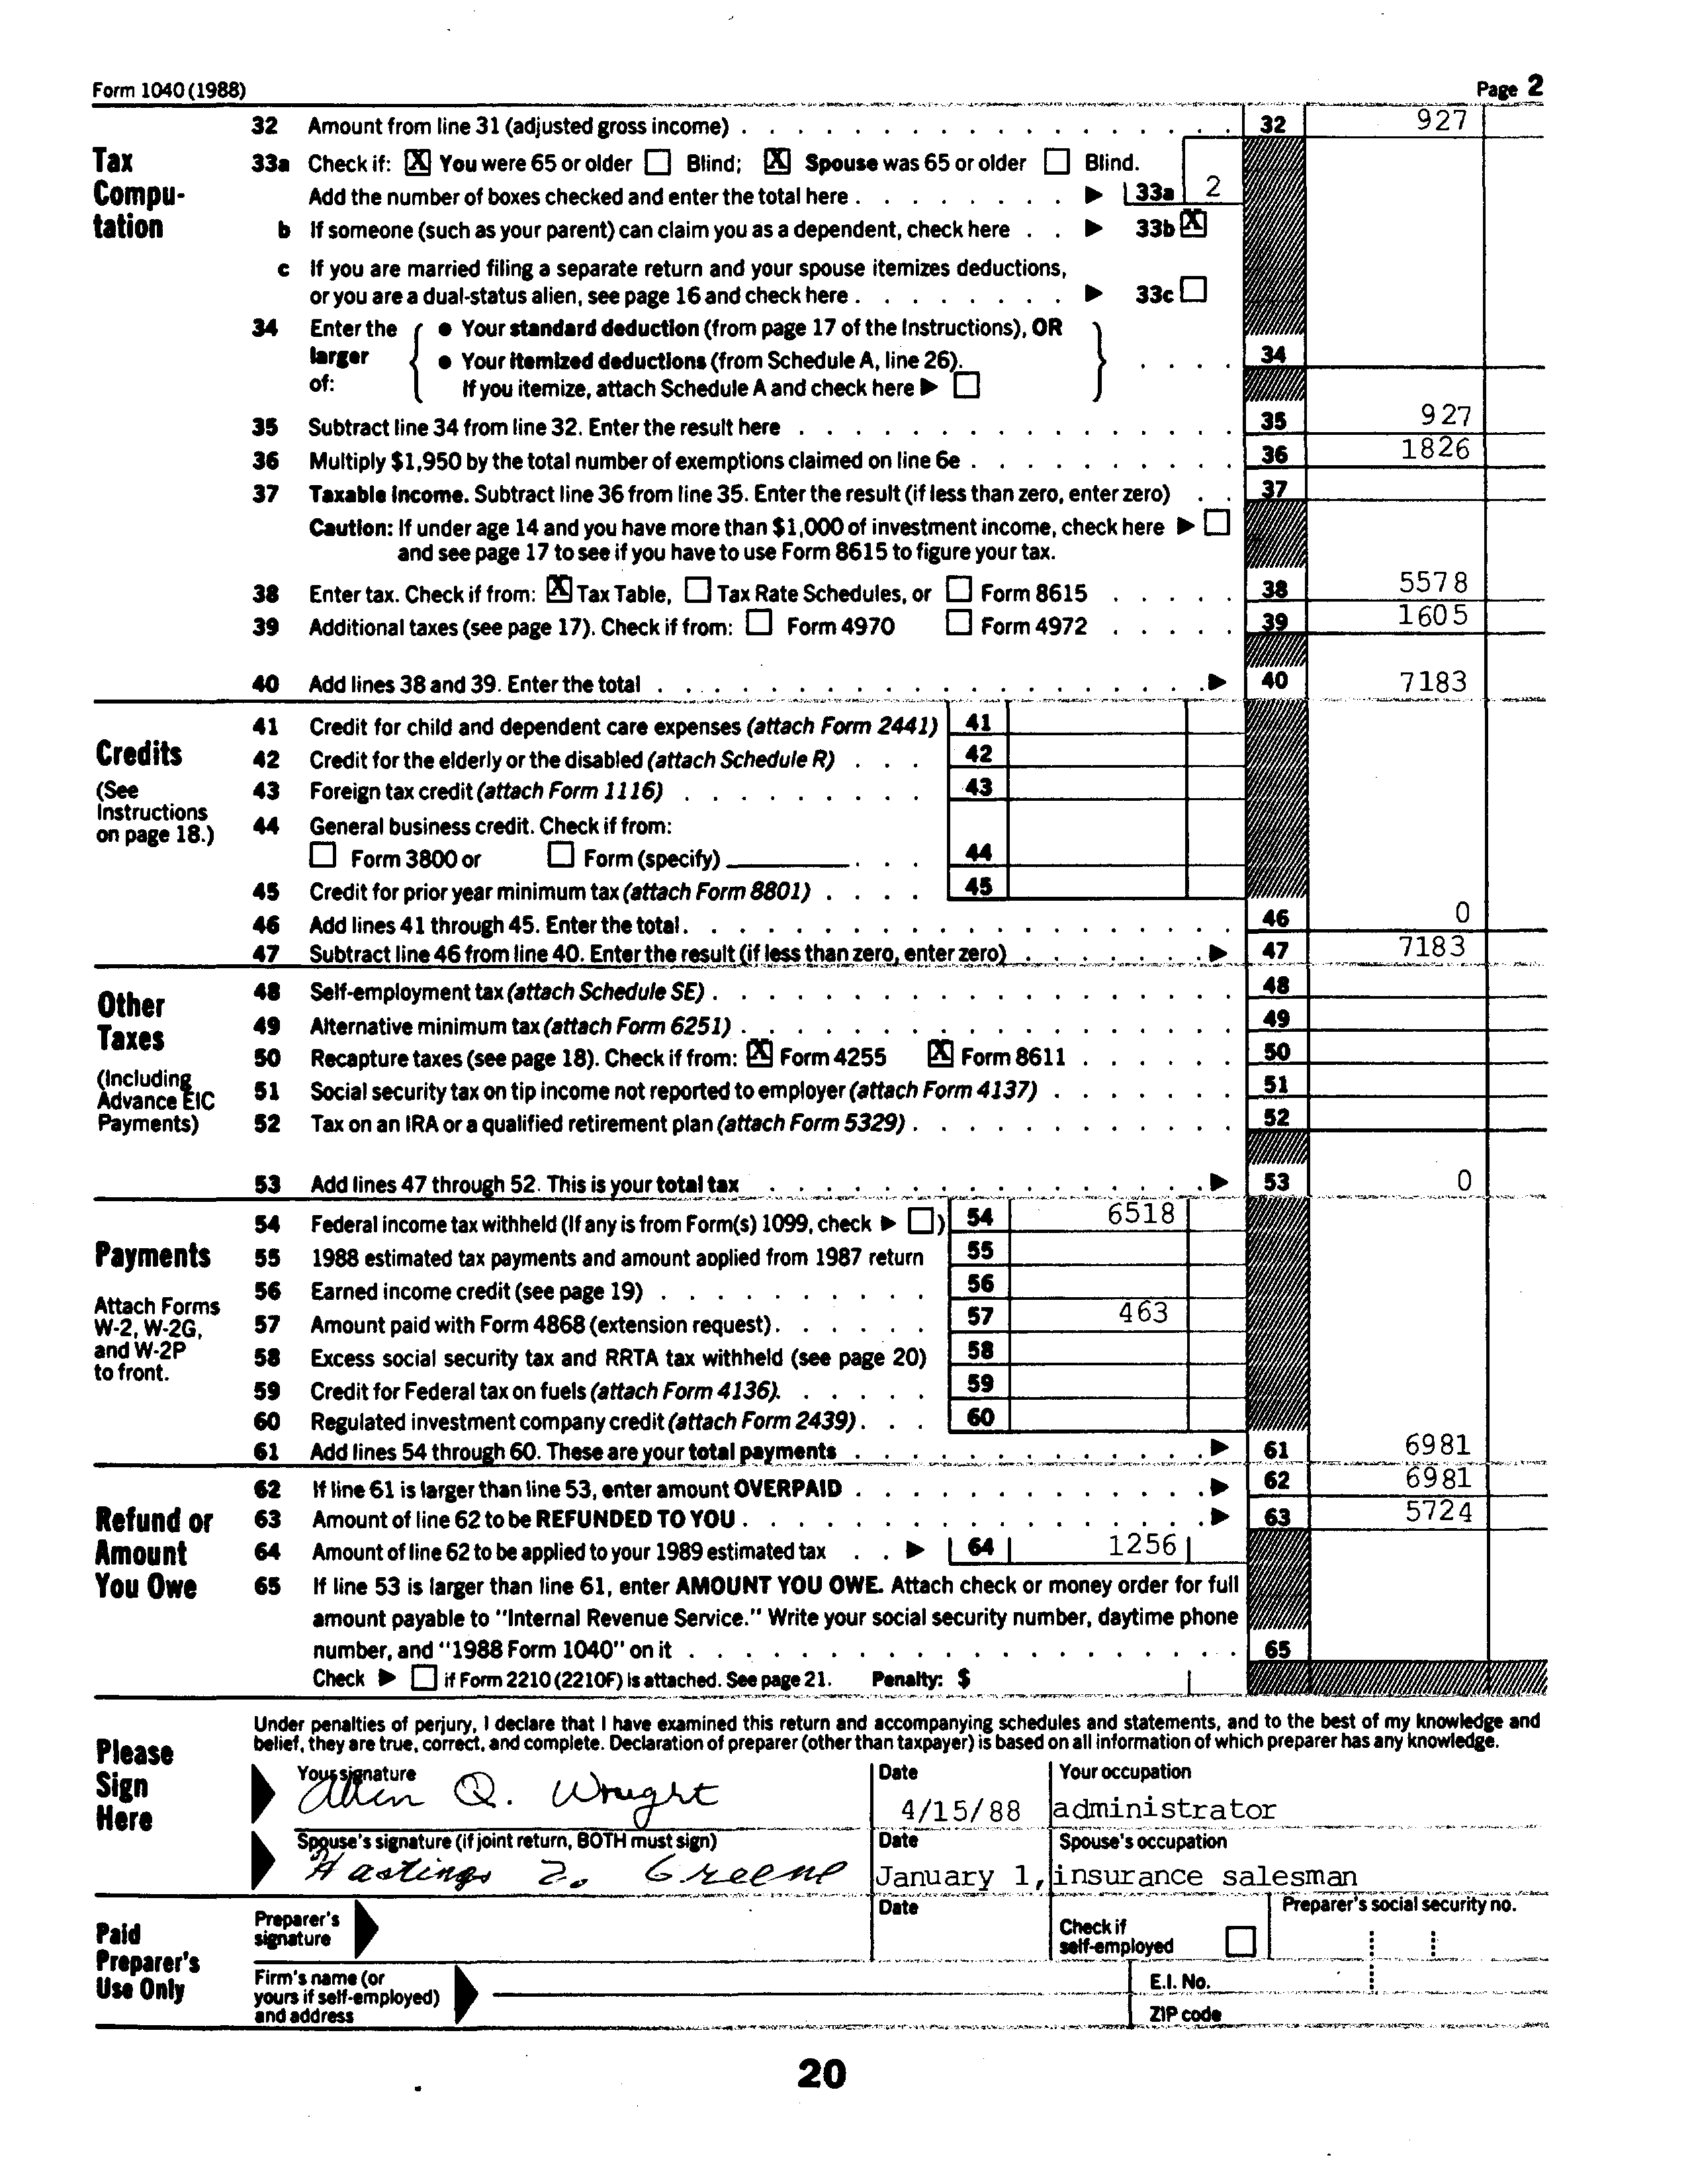 Form 1040 (1988) Page 2
32 Amount from line 31 (adjusted gross income) . . . . . . . . . . . . . . . . . . 32 927
Tax Compu-tation
33a Check if: [X] You were 65 or older [ ] Blind; [X] Spouse was 65 or older [ ] Blind.
Add the number of boxes checked and enter the total here . . . . . . . . ▶ 33a 2
b If someone (such as your parent) can claim you as a dependent, check here . . ▶ 33b [X]
c If you are married filing a separate return and your spouse itemizes deductions,
or you are a dual-status alien, see page 16 and check here . . . . . . . . ▶ 33c [ ]
34 Enter the larger of: { ● Your standard deduction (from page 17 of the Instructions), OR
● Your itemized deductions (from Schedule A, line 26). } . . . . 34
If you itemize, attach Schedule A and check here ▶ [ ]
35 Subtract line 34 from line 32. Enter the result here . . . . . . . . . . . . . . . . 35 927
36 Multiply $1,950 by the total number of exemptions claimed on line 6e . . . . . . . . . . 36 1826
37 Taxable income. Subtract line 36 from line 35. Enter the result (if less than zero, enter zero) . . 37
Caution: If under age 14 and you have more than $1,000 of investment income, check here ▶ [ ]
and see page 17 to see if you have to use Form 8615 to figure your tax.
38 Enter tax. Check if from: [X] Tax Table, [ ] Tax Rate Schedules, or [ ] Form 8615 . . . . . 38 5578
39 Additional taxes (see page 17). Check if from: [ ] Form 4970 [ ] Form 4972 . . . . . 39 1605
40 Add lines 38 and 39. Enter the total . . . . . . . . . . . . . . . . . . . . ▶ 40 7183
Credits
(See Instructions on page 18.)
41 Credit for child and dependent care expenses (attach Form 2441) 41
42 Credit for the elderly or the disabled (attach Schedule R) . . . 42
43 Foreign tax credit (attach Form 1116) . . . . . . . . . 43
44 General business credit. Check if from:
[ ] Form 3800 or [ ] Form (specify) ________ . . . 44
45 Credit for prior year minimum tax (attach Form 8801) . . . . 45
46 Add lines 41 through 45. Enter the total . . . . . . . . . . . . . . . . . . . . 46 0
47 Subtract line 46 from line 40. Enter the result (if less than zero, enter zero) . . . . . . . ▶ 47 7183
Other Taxes
(Including Advance EIC Payments)
48 Self-employment tax (attach Schedule SE) . . . . . . . . . . . . . . . . . . . 48
49 Alternative minimum tax (attach Form 6251) . . . . . . . . . . . . . . . . . . 49
50 Recapture taxes (see page 18). Check if from: [X] Form 4255 [X] Form 8611 . . . . . . 50
51 Social security tax on tip income not reported to employer (attach Form 4137) . . . . . . . 51
52 Tax on an IRA or a qualified retirement plan (attach Form 5329) . . . . . . . . . . . . 52
53 Add lines 47 through 52. This is your total tax . . . . . . . . . . . . . . . . ▶ 53 0
Payments
Attach Forms W-2, W-2G, and W-2P to front.
54 Federal income tax withheld (If any is from Form(s) 1099, check ▶ [ ]) 54 6518
55 1988 estimated tax payments and amount applied from 1987 return 55
56 Earned income credit (see page 19) . . . . . . . . . . 56
57 Amount paid with Form 4868 (extension request) . . . . . . 57 463
58 Excess social security tax and RRTA tax withheld (see page 20) 58
59 Credit for Federal tax on fuels (attach Form 4136). . . . . . 59
60 Regulated investment company credit (attach Form 2439) . . . 60
61 Add lines 54 through 60. These are your total payments . . . . . . . . . . . . . ▶ 61 6981
Refund or Amount You Owe
62 If line 61 is larger than line 53, enter amount OVERPAID . . . . . . . . . . . . . ▶ 62 6981
63 Amount of line 62 to be REFUNDED TO YOU . . . . . . . . . . . . . . . . . ▶ 63 5724
64 Amount of line 62 to be applied to your 1989 estimated tax . . ▶ 64 1256
65 If line 53 is larger than line 61, enter AMOUNT YOU OWE. Attach check or money order for full
amount payable to "Internal Revenue Service." Write your social security number, daytime phone
number, and "1988 Form 1040" on it . . . . . . . . . . . . . . . . . . . . 65
Check ▶ [ ] if Form 2210 (2210F) is attached. See page 21. Penalty: $
Please Sign Here
Under penalties of perjury, I declare that I have examined this return and accompanying schedules and statements, and to the best of my knowledge and
belief, they are true, correct, and complete. Declaration of preparer (other than taxpayer) is based on all information of which preparer has any knowledge.
Your signature Date Your occupation
Allen Q. Wright 4/15/88 administrator
Spouse's signature (if joint return, BOTH must sign) Date Spouse's occupation
Hastings Z. Greene January 1, insurance salesman
Paid Preparer's Use Only
Preparer's signature Date Check if self-employed [ ] Preparer's social security no.
Firm's name (or yours if self-employed) and address E.I. No.
ZIP code
20